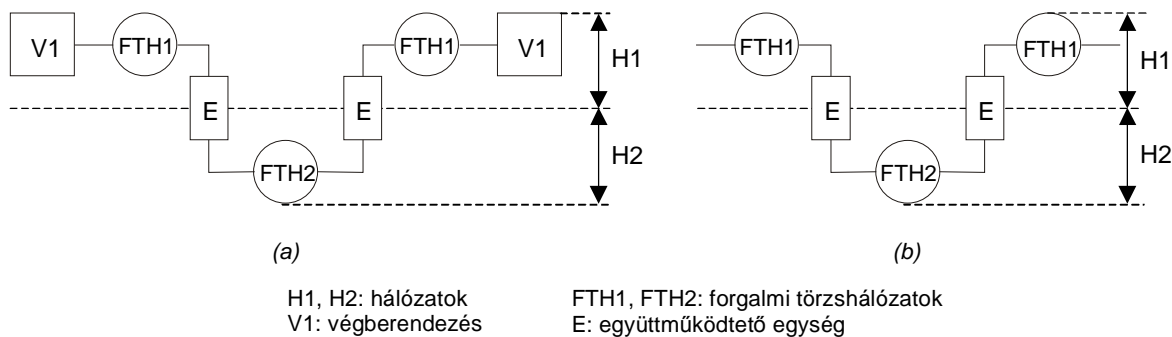 V1 FTH1 FTH1 V1 H1
E E
FTH2 H2
(a)
FTH1 FTH1 H1
E E
FTH2 H2
(b)
H1, H2: hálózatok FTH1, FTH2: forgalmi törzshálózatok
V1: végberendezés E: együttműködtető egység